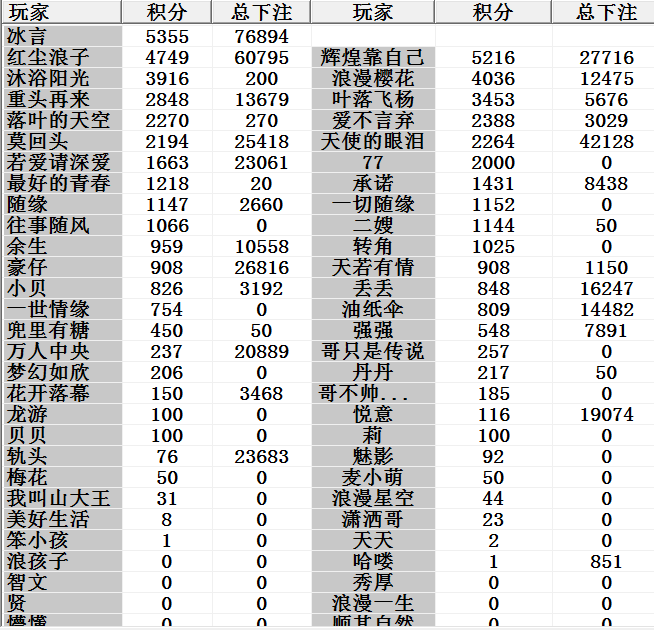 玩家 积分 总下注 玩家 积分 总下注
冰言 5355 76894
红尘浪子 4749 60795 辉煌靠自己 5216 27716
沐浴阳光 3916 200 浪漫樱花 4036 12475
重头再来 2848 13679 叶落飞杨 3453 5676
落叶的天空 2270 270 爱不言弃 2388 3029
莫回头 2194 25418 天使的眼泪 2264 42128
若爱请深爱 1663 23061 77 2000 0
最好的青春 1218 20 承诺 1431 8438
随缘 1147 2660 一切随缘 1152 0
往事随风 1066 0 二嫂 1144 50
余生 959 10558 转角 1025 0
豪仔 908 26816 天若有情 908 1150
小贝 826 3192 丢丢 848 16247
一世情缘 754 0 油纸伞 809 14482
兜里有糖 450 50 强强 548 7891
万人中央 237 20889 哥只是传说 257 0
梦幻如欣 206 0 丹丹 217 50
花开落幕 150 3468 哥不帅... 185 0
龙游 100 0 悦意 116 19074
贝贝 100 0 莉 100 0
轨头 76 23683 魅影 92 0
梅花 50 0 麦小萌 50 0
我叫山大王 31 0 浪漫星空 44 0
美好生活 8 0 潇洒哥 23 0
笨小孩 1 0 天天 2 0
浪孩子 0 0 哈喽 1 851
智文 0 0 秀厚 0 0
贤 0 0 浪漫一生 0 0
懵懂 0 0 顺其自然 0 0